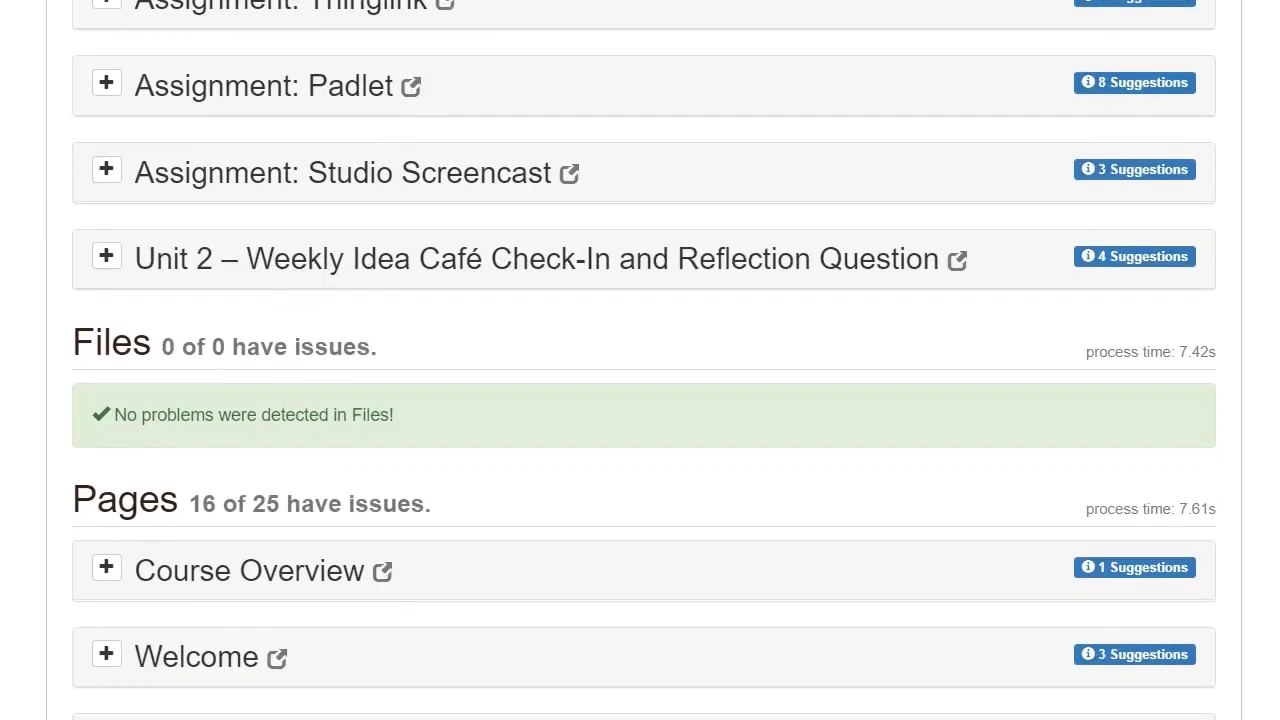 Assignment: Thinglink
Assignment: Padlet
8 Suggestions
Assignment: Studio Screencast
3 Suggestions
Unit 2 – Weekly Idea Café Check-In and Reflection Question
4 Suggestions
Files 0 of 0 have issues.
process time: 7.42s
No problems were detected in Files!
Pages 16 of 25 have issues.
process time: 7.61s
Course Overview
1 Suggestions
Welcome
3 Suggestions